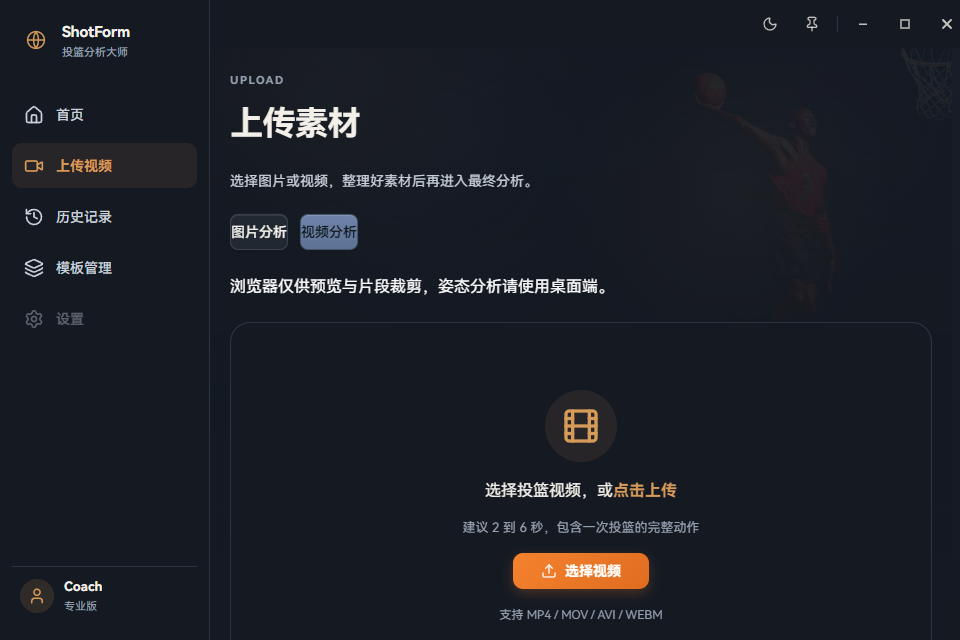 ShotForm
投篮分析大师
首页
上传视频
历史记录
模板管理
设置
Coach
专业版
UPLOAD
上传素材
选择图片或视频，整理好素材后再进入最终分析。
图片分析
视频分析
浏览器仅供预览与片段裁剪，姿态分析请使用桌面端。
选择投篮视频，或点击上传
建议 2 到 6 秒，包含一次投篮的完整动作
选择视频
支持 MP4 / MOV / AVI / WEBM